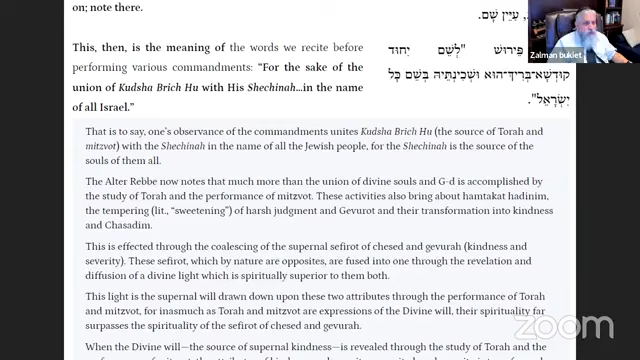 on; note there.
ּ, עַיֵּין שָׁם.
This, then, is the meaning of the words we recite before
performing various commandments: “For the sake of the
union of Kudsha Brich Hu with His Shechinah...in the name
of all Israel.”
פֵּירוּשׁ "לְשֵׁם יִחוּד
קוּדְשָׁא־בְּרִיךְ־הוּא וּשְׁכִינְתֵּיהּ בְּשֵׁם כָּל
יִשְׂרָאֵל".
That is to say, one’s observance of the commandments unites Kudsha Brich Hu (the source of Torah and
mitzvot) with the Shechinah in the name of all the Jewish people, for the Shechinah is the source of the
souls of them all.
The Alter Rebbe now notes that much more than the union of divine souls and G-d is accomplished by
the study of Torah and the performance of mitzvot. These activities also bring about hamtakat hadinim,
the tempering (lit., “sweetening”) of harsh judgment and Gevurot and their transformation into kindness
and Chasadim.
This is effected through the coalescing of the supernal sefirot of chesed and gevurah (kindness and
severity). These sefirot, which by nature are opposites, are fused into one through the revelation and
diffusion of a divine light which is spiritually superior to them both.
This light is the supernal will drawn down upon these two attributes through the performance of Torah
and mitzvot, for inasmuch as Torah and mitzvot are expressions of the Divine will, their spirituality far
surpasses the spirituality of the sefirot of chesed and gevurah.
When the Divine will—the source of supernal kindness—is revealed through the study of Torah and the
Zalman bukiet
zoom